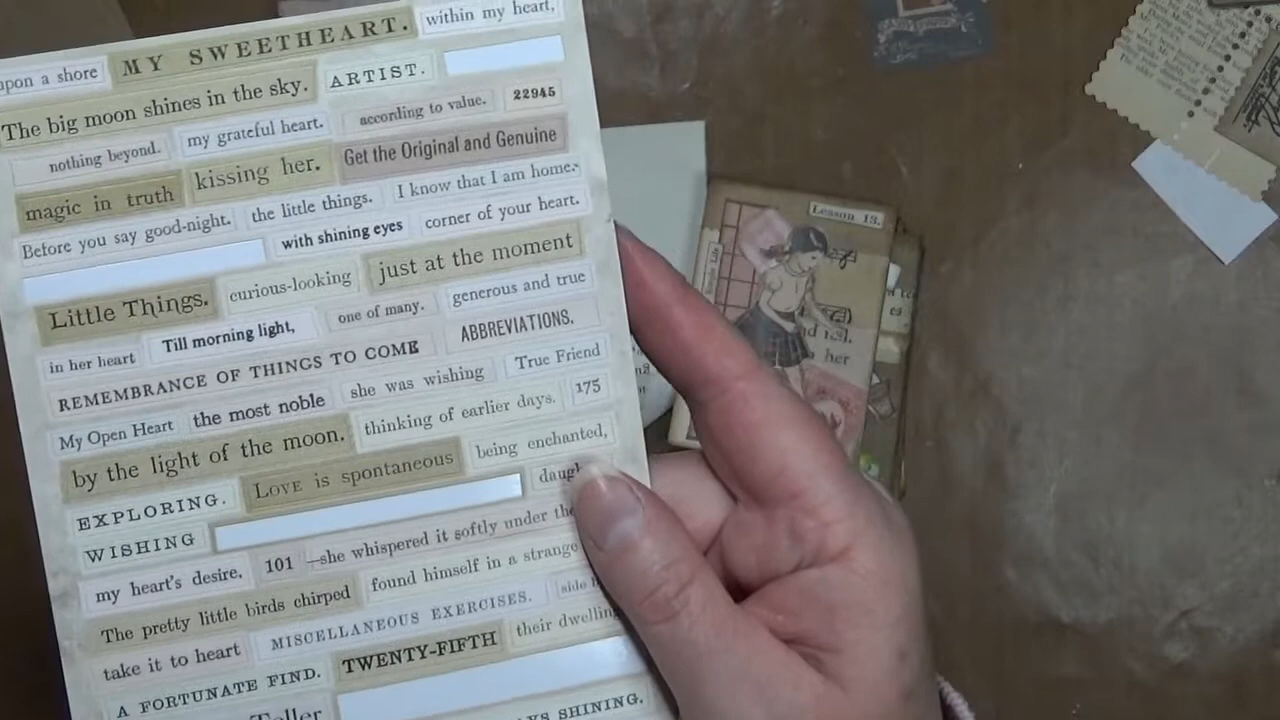 MY SWEETHEART. within my heart,
upon a shore
The big moon shines in the sky. ARTIST.
nothing beyond. my grateful heart. according to value. 22945
magic in truth kissing her. Get the Original and Genuine
Before you say good-night. the little things. I know that I am home.
with shining eyes corner of your heart.
Little Things. curious-looking just at the moment
in her heart Till morning light, one of many. generous and true
REMEMBRANCE OF THINGS TO COME ABBREVIATIONS.
My Open Heart the most noble she was wishing True Friend
by the light of the moon. thinking of earlier days. 175
EXPLORING. LOVE is spontaneous being enchanted,
WISHING
my heart's desire. 101 —she whispered it softly under the
The pretty little birds chirped found himself in a strange
take it to heart MISCELLANEOUS EXERCISES. side
A FORTUNATE FIND. TWENTY-FIFTH their dwelling
Teller SHINING.
Lesson 13.
her